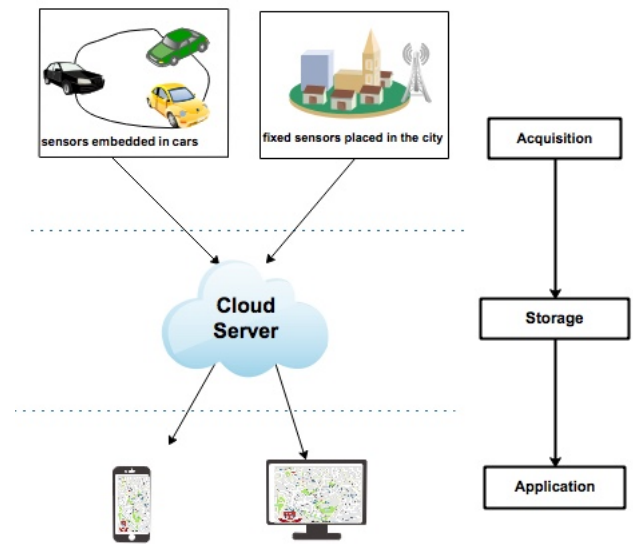 sensors embedded in cars
fixed sensors placed in the city
Acquisition
Cloud
Server
Storage
Application